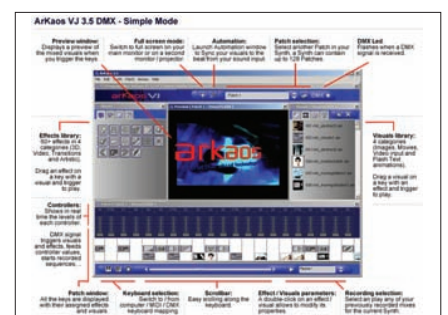 ArKaos VJ 3.5 DMX - Simple Mode
Preview window:
Displays a preview of
the mixed visuals when
you trigger the keys.
Full screen mode:
Switch to full screen on your
main monitor or on a second
monitor / projector.
Automation:
Launch Automation window
to Sync your visuals to the
beat from your sound input.
Patch selection:
Select another Patch in your
Synth, a Synth can contain
up to 128 Patches.
DMX Led
Flashes when a DMX
signal is received.
arkaos VJ
Effects library:
effects in 4
categories (3D,
Video, Transitions
and Artistic).
Drag an effect on
a key with a
visual and trigger
to play.
arkaos
Visuals library:
4 categories
(Images, Movies,
Video input and
Flash Text
animations).
Drag a visual
on a key with
an effect and
trigger to play.
Controllers:
Shows in real
time the levels of
each controller.
DMX signal
triggers visuals
and effects, feeds
controller values,
starts recorded
sequences, ...
Patch window:
All the keys are displayed
with their assigned effects
and visuals
Keyboard selection:
Switch to / from
computer / MIDI / DMX
keyboard mapping.
Scrollbar:
Easy scrolling along the
keyboard.
Effect / Visuals parameters:
A double-click on an effect /
visual allows to modify its
properties.
Recording selection:
Select an play any of your
previously recorded mixes
for the current Synth.